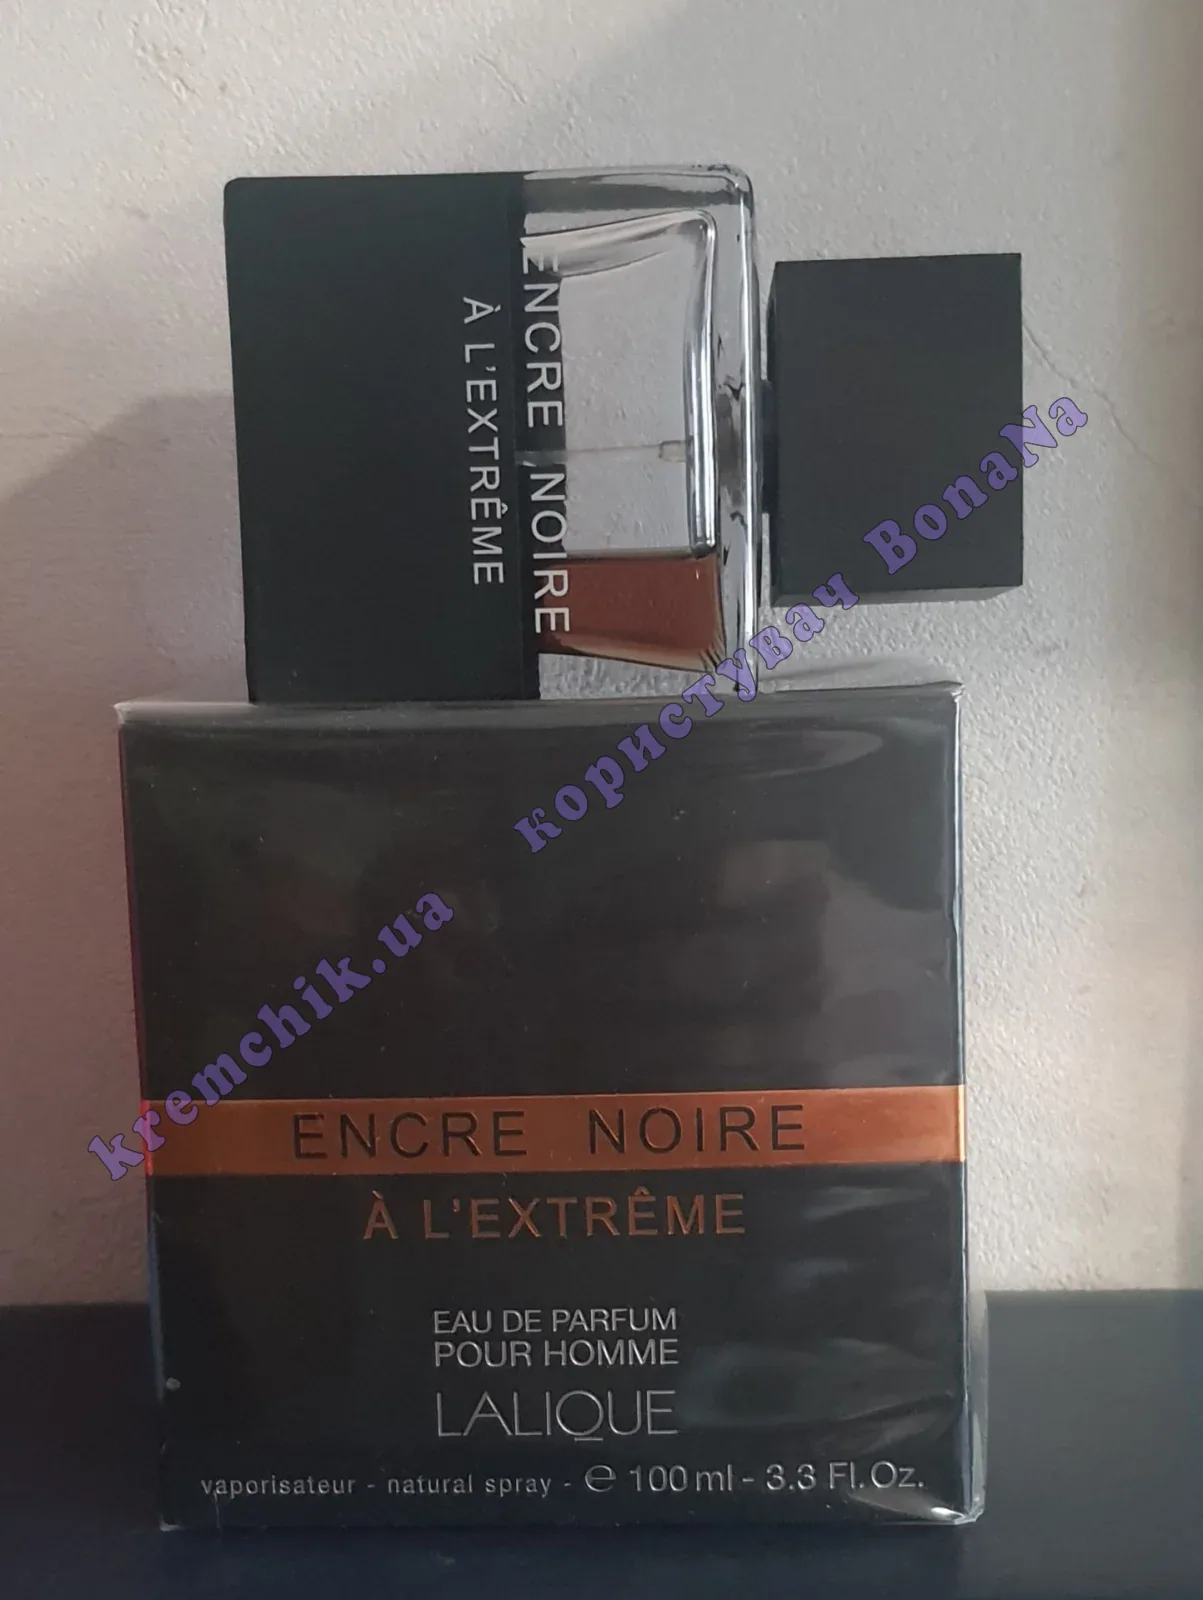 ENCRE NOIRE
À L'EXTRÊME
ENCRE NOIRE
À L'EXTRÊME
EAU DE PARFUM
POUR HOMME
LALIQUE
vaporisateur - natural spray - ℮ 100 ml - 3.3 Fl. Oz.
kremchik.ua користувач BonaNa